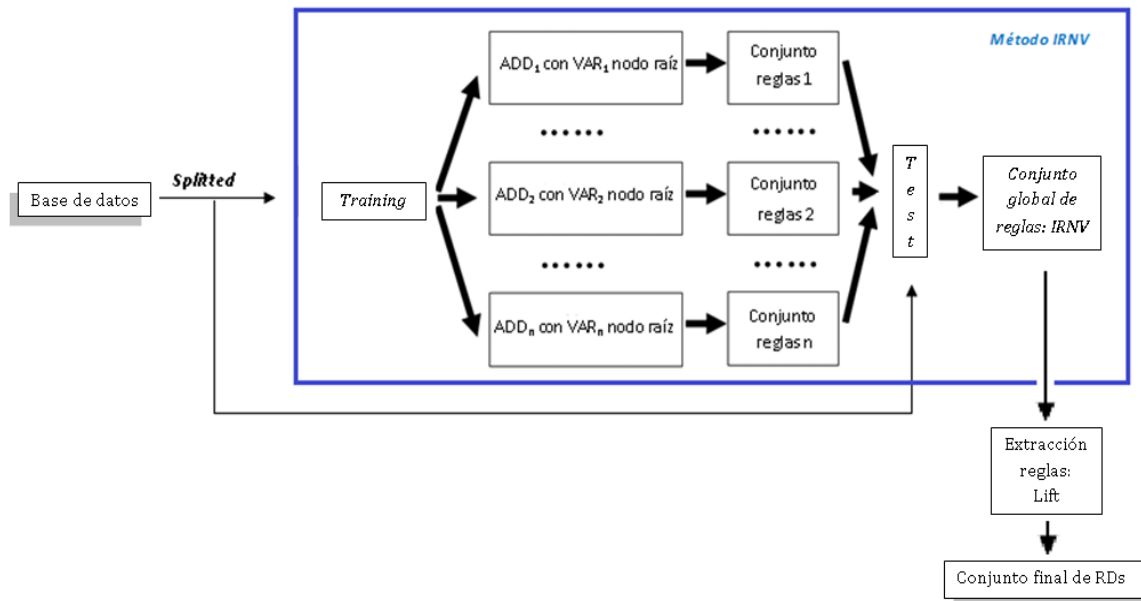 Método IRNV
ADD₁ con VAR₁ nodo raíz
Conjunto
reglas 1
......
......
Splitted
Base de datos
Training
ADD₂ con VAR₂ nodo raíz
Conjunto
reglas 2
T
e
s
t
Conjunto
global de
reglas: IRNV
......
......
ADDₙ con VARₙ nodo raíz
Conjunto
reglas n
Extracción
reglas:
Lift
Conjunto final de RDs